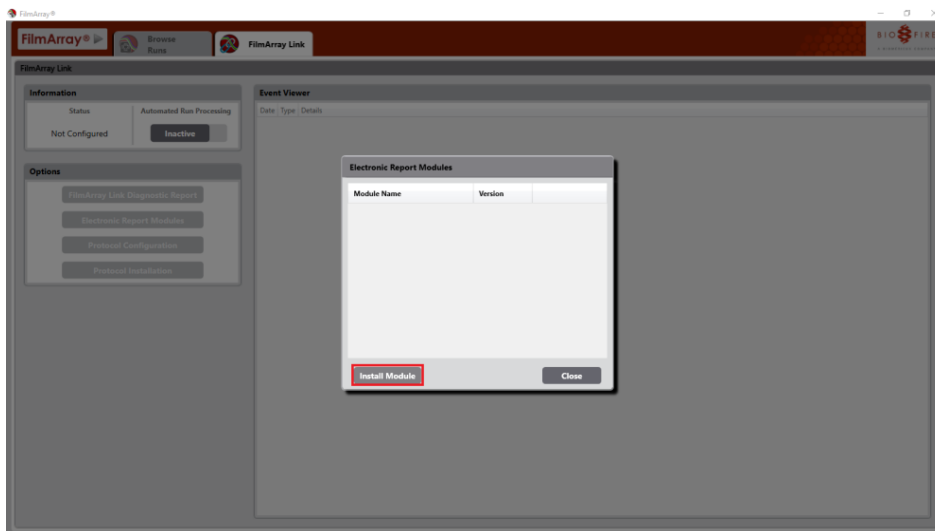 FilmArray®
FilmArray®
Browse
Runs
FilmArray Link
BIO FIRE
FilmArray Link
Information
Status
Automated Run Processing
Not Configured
Inactive
Options
FilmArray Link Diagnostic Report
Electronic Report Modules
Protocol Configuration
Protocol Installation
Event Viewer
Date Type Details
Electronic Report Modules
Module Name Version
Install Module
Close